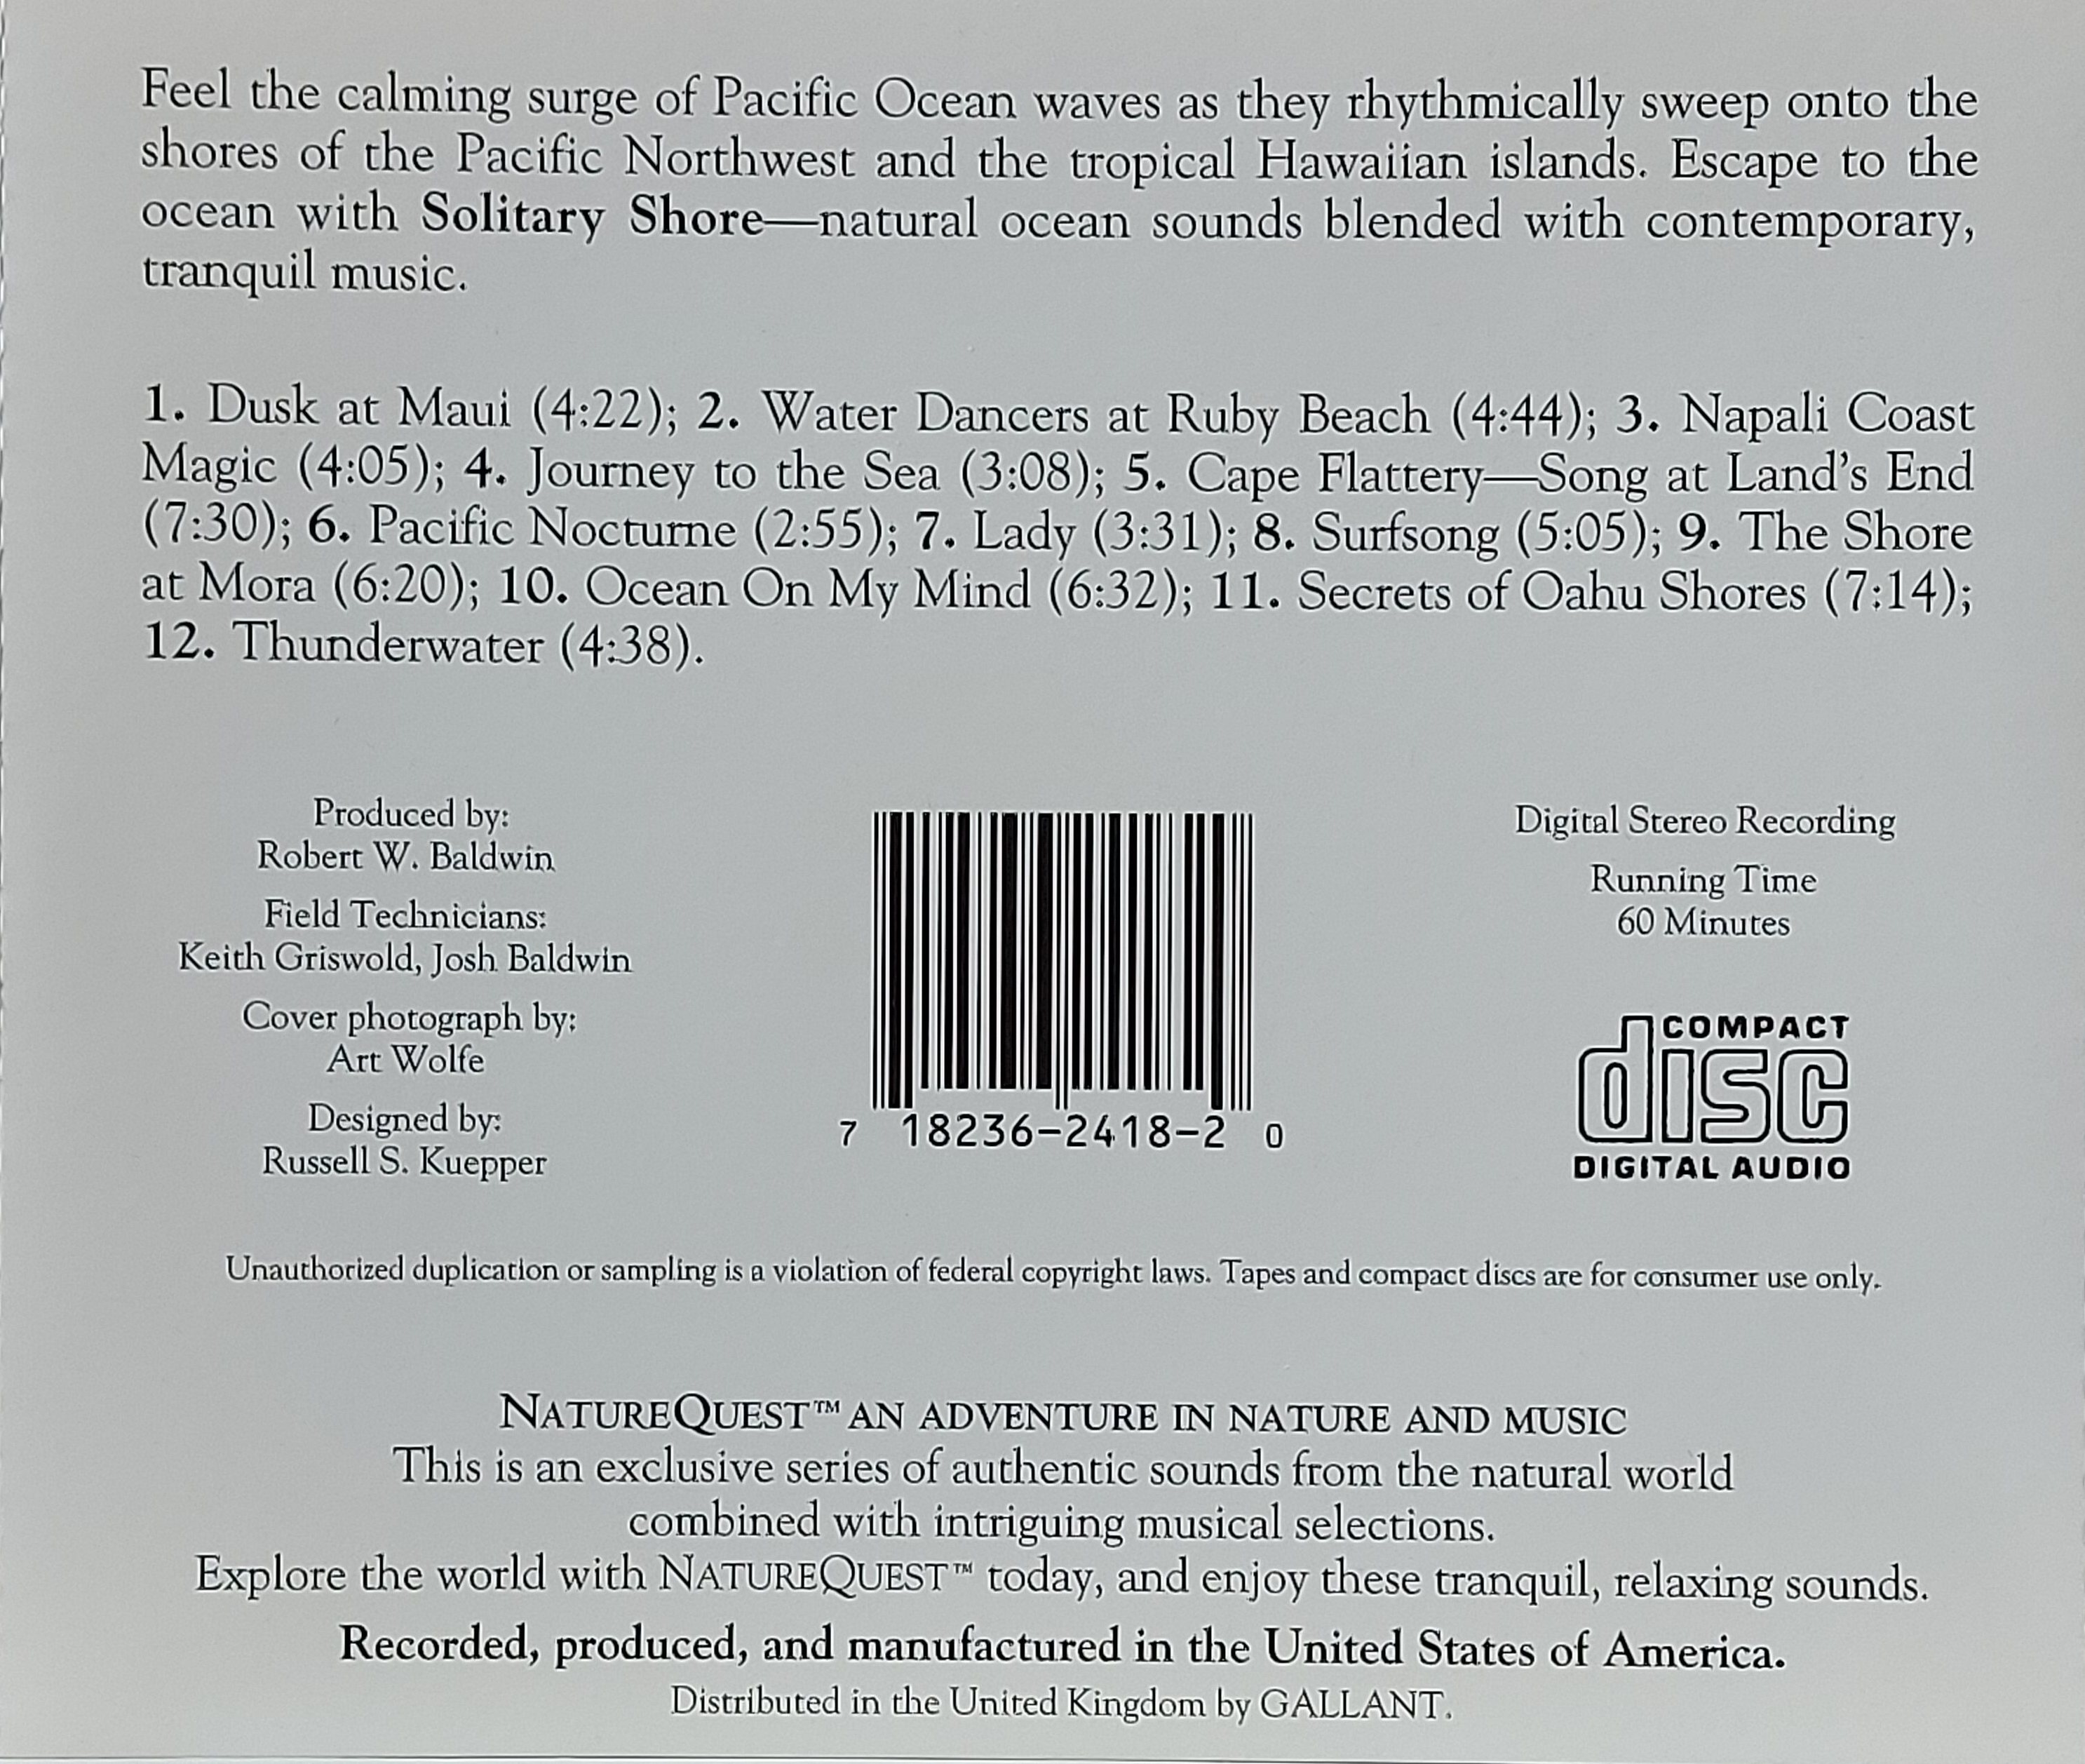 Feel the calming surge of Pacific Ocean waves as they rhythmically sweep onto the
shores of the Pacific Northwest and the tropical Hawaiian islands. Escape to the
ocean with Solitary Shore—natural ocean sounds blended with contemporary,
tranquil music.
1. Dusk at Maui (4:22); 2. Water Dancers at Ruby Beach (4:44); 3. Napali Coast
Magic (4:05); 4. Journey to the Sea (3:08); 5. Cape Flattery—Song at Land's End
(7:30); 6. Pacific Nocturne (2:55); 7. Lady (3:31); 8. Surfsong (5:05); 9. The Shore
at Mora (6:20); 10. Ocean On My Mind (6:32); 11. Secrets of Oahu Shores (7:14);
12. Thunderwater (4:38).
Produced by:
Robert W. Baldwin
Field Technicians:
Keith Griswold, Josh Baldwin
Cover photograph by:
Art Wolfe
Designed by:
Russell S. Kuepper
7 18236-2418-2 0
Digital Stereo Recording
Running Time
60 Minutes
COMPACT
disc
DIGITAL AUDIO
Unauthorized duplication or sampling is a violation of federal copyright laws. Tapes and compact discs are for consumer use only.
NATUREQUEST™ AN ADVENTURE IN NATURE AND MUSIC
This is an exclusive series of authentic sounds from the natural world
combined with intriguing musical selections.
Explore the world with NATUREQUEST™ today, and enjoy these tranquil, relaxing sounds.
Recorded, produced, and manufactured in the United States of America.
Distributed in the United Kingdom by GALLANT.